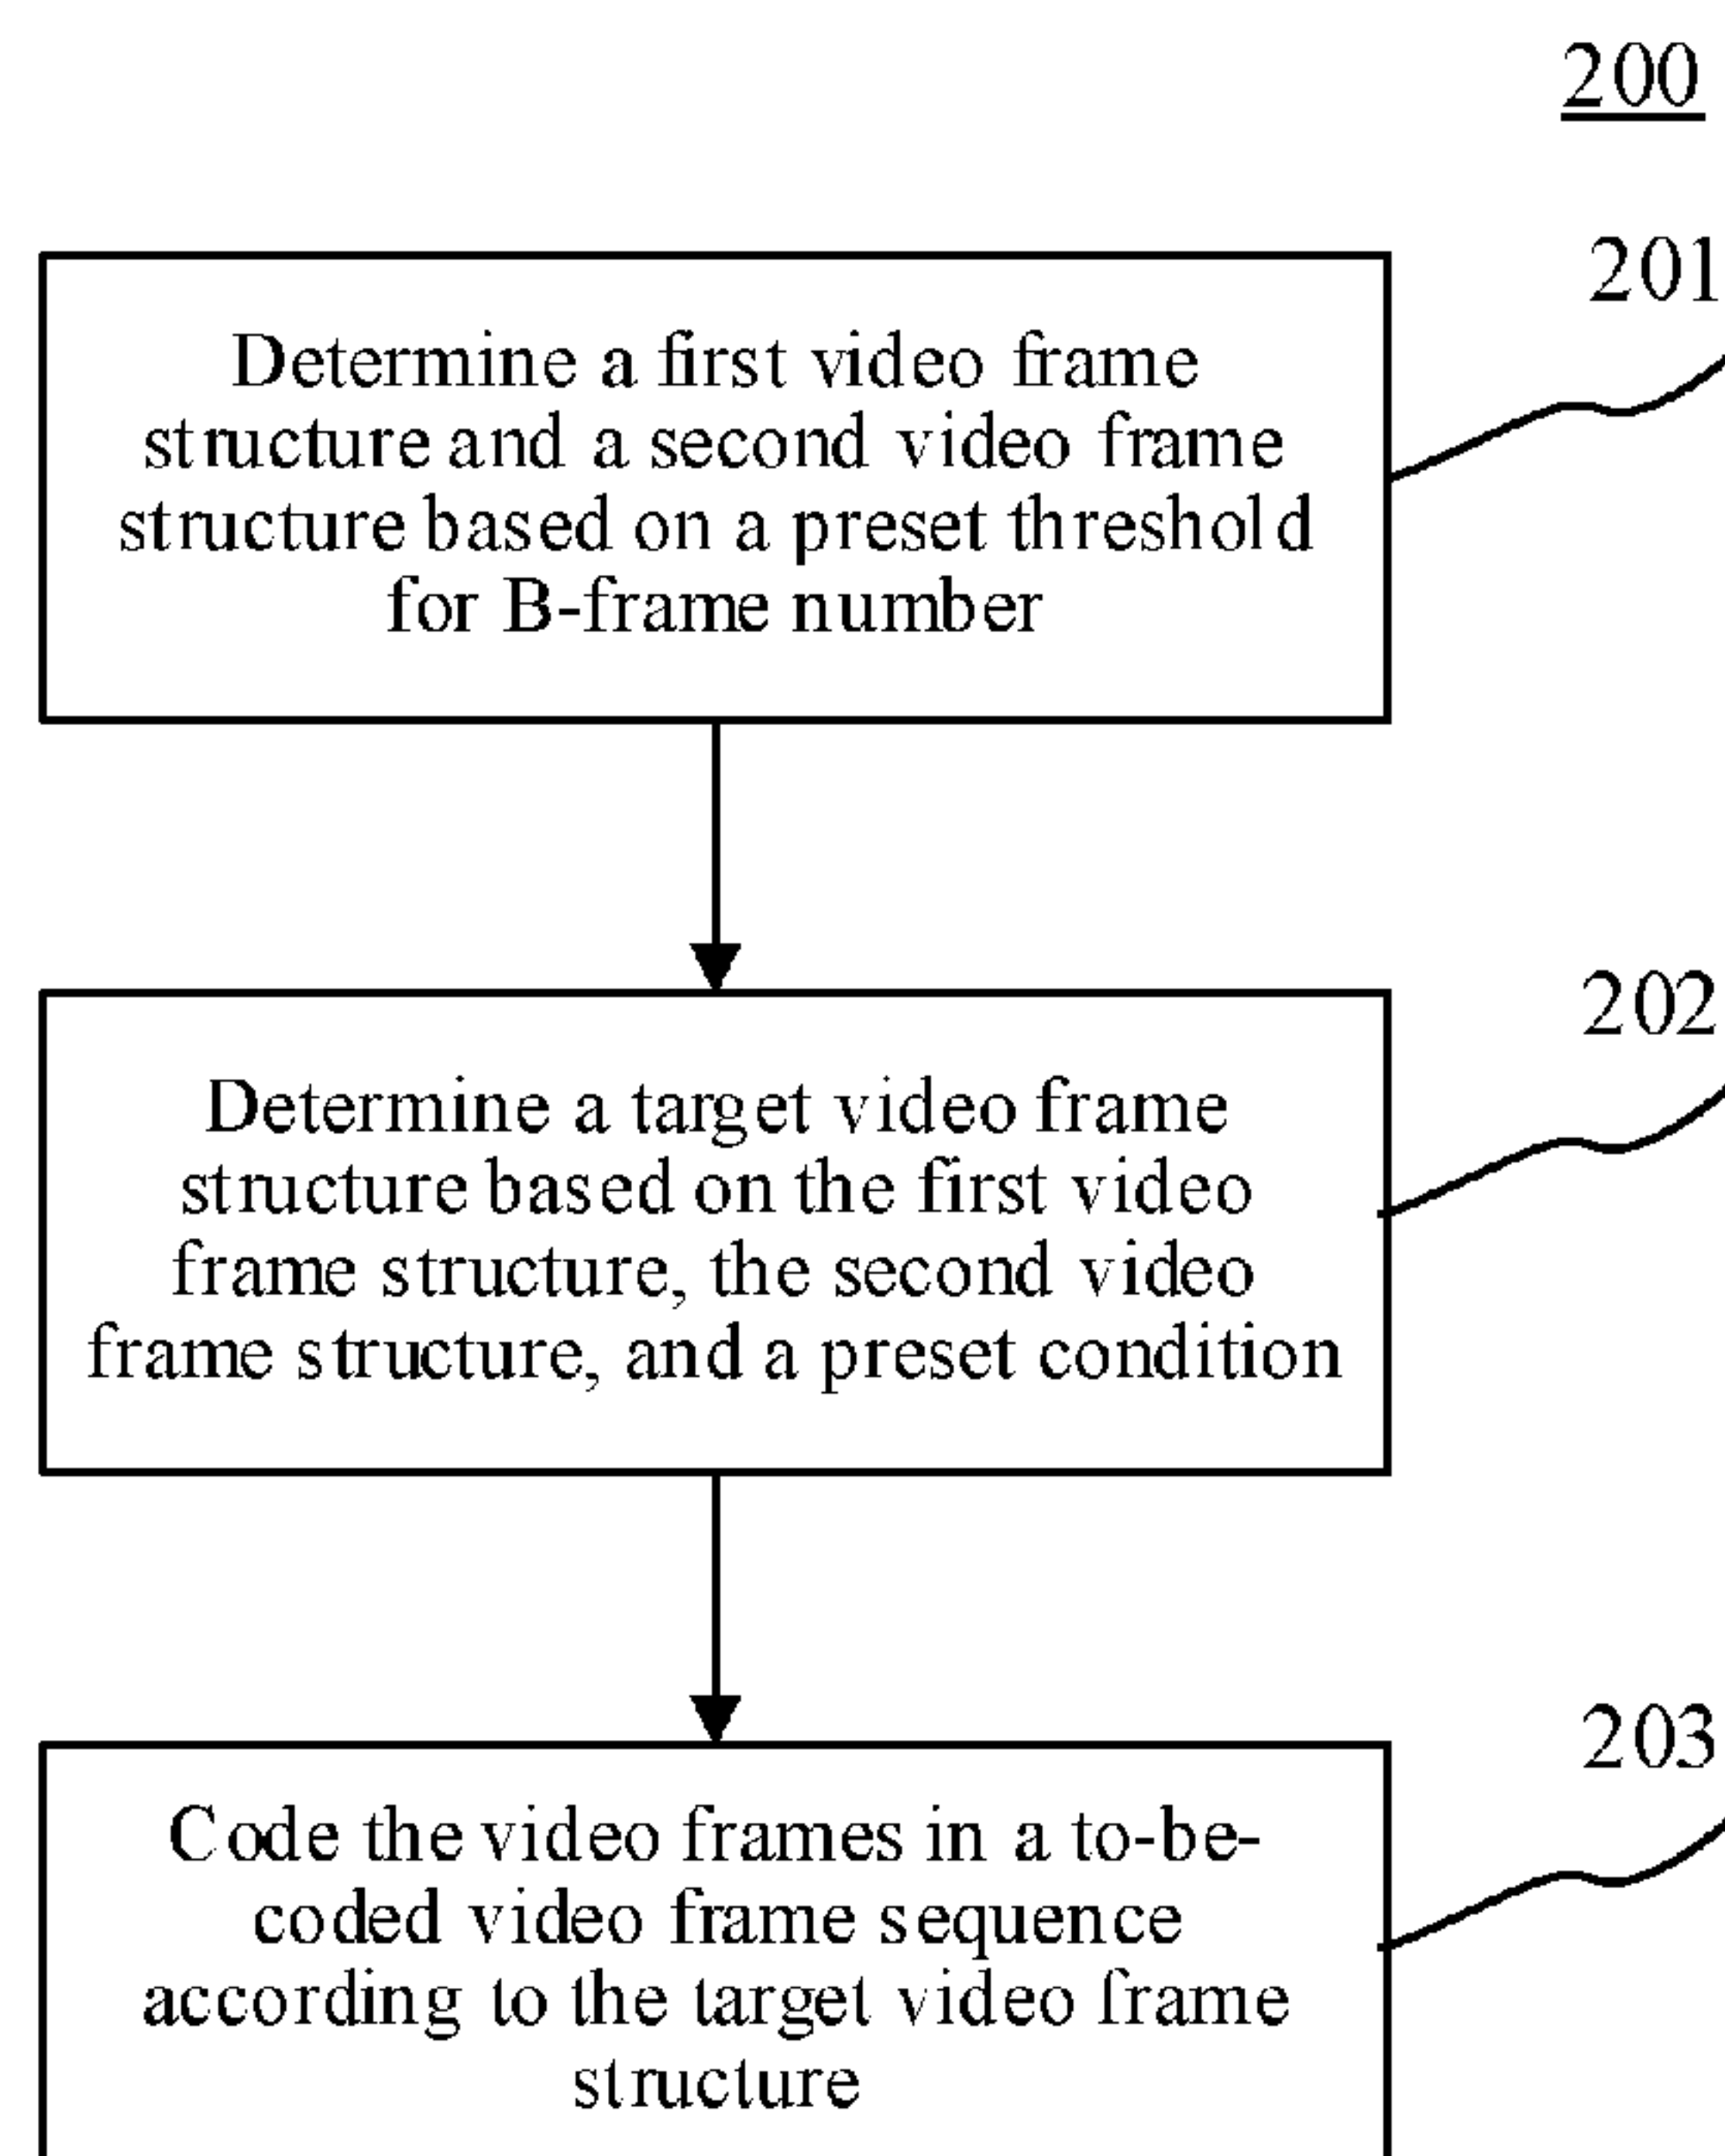 200
201
Determine a first video frame
structure and a second video frame
structure based on a preset threshold
for B-frame number
202
Determine a target video frame
structure based on the first video
frame structure, the second video
frame structure, and a preset condition
203
Code the video frames in a to-be-
coded video frame sequence
according to the target video frame
structure